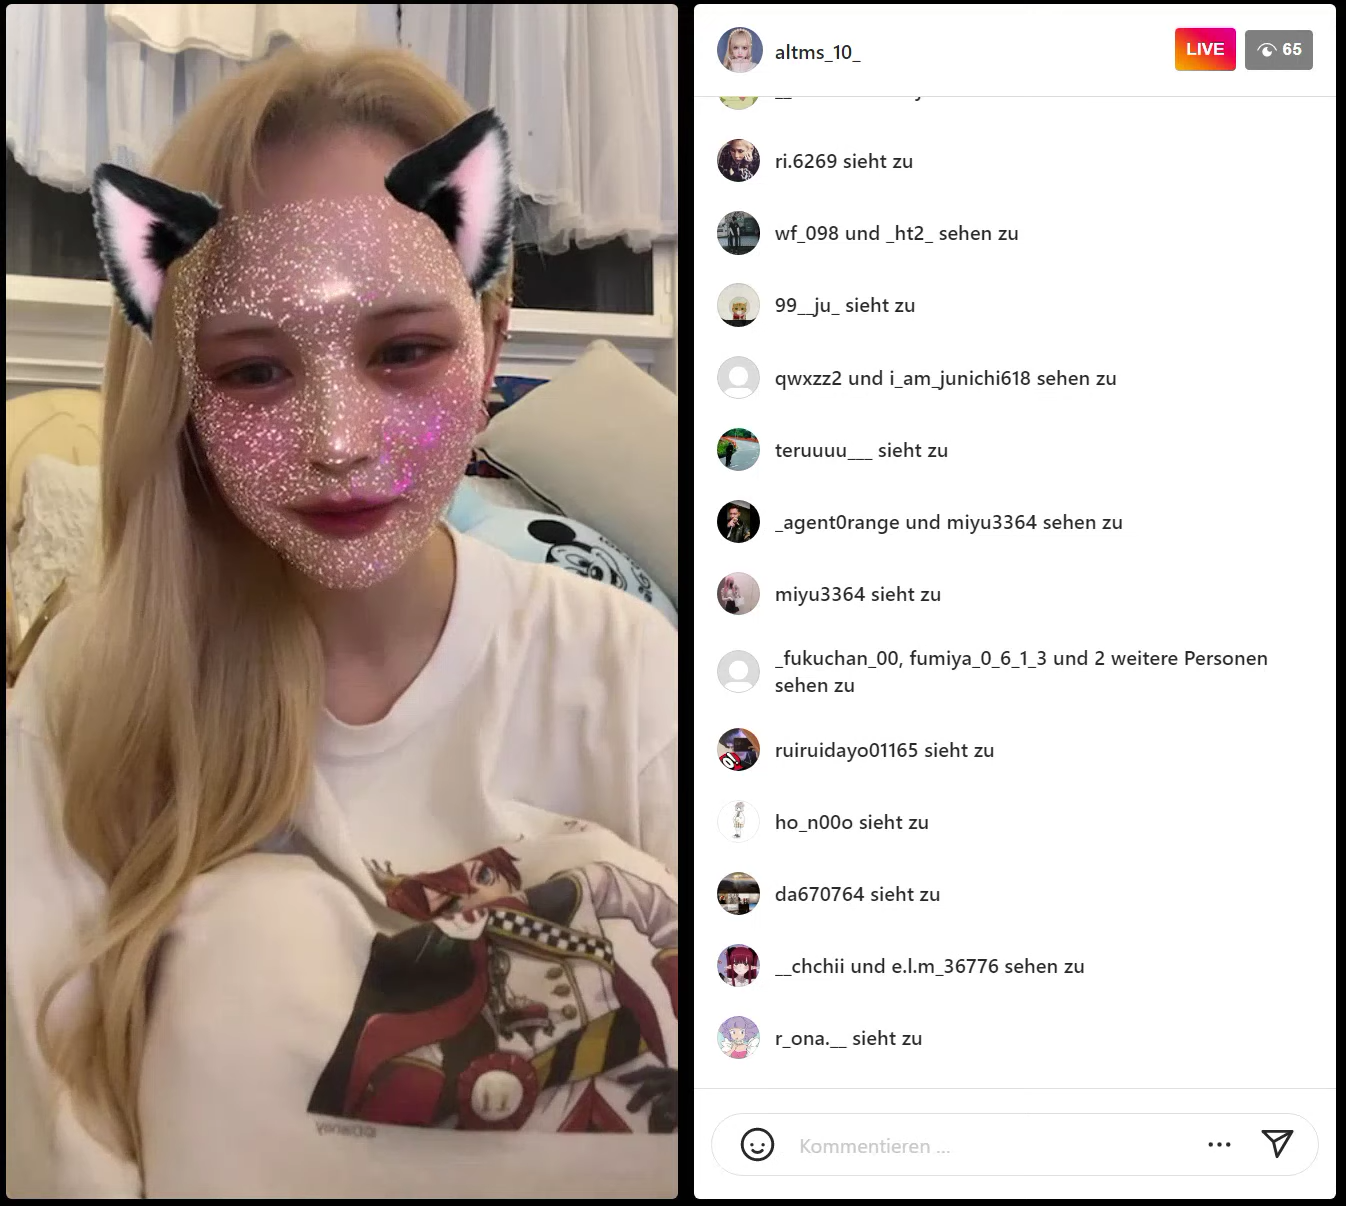 altms_10_
LIVE
65
ri.6269 sieht zu
wf_098 und _ht2_ sehen zu
99__ju_ sieht zu
qwxzz2 und i_am_junichi618 sehen zu
teruuuu___ sieht zu
_agent0range und miyu3364 sehen zu
miyu3364 sieht zu
_fukuchan_00, fumiya_0_6_1_3 und 2 weitere Personen
sehen zu
ruiruidayo01165 sieht zu
ho_n00o sieht zu
da670764 sieht zu
__chchii und e.l.m_36776 sehen zu
r_ona.__ sieht zu
Kommentieren ...
©Disney